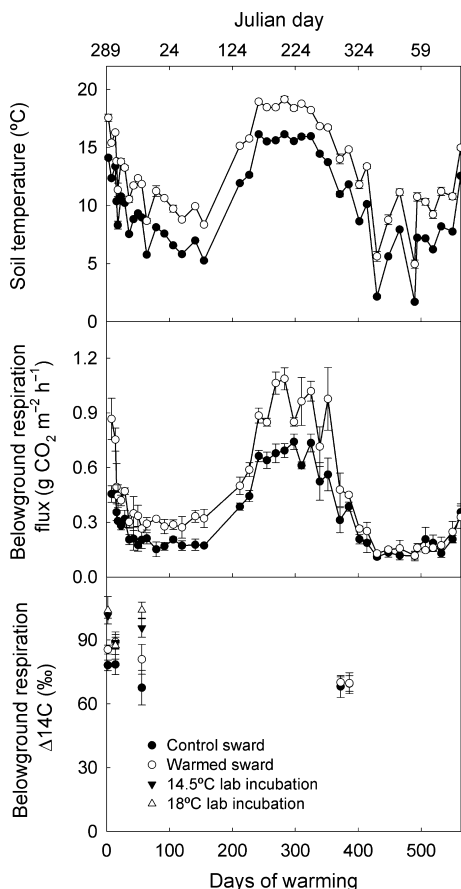 Julian day
289 24 124 224 324 59
Soil temperature (ºC)
20
15
10
5
0
Belowground respiration
flux (g CO2 m−2 h−1)
1.2
0.9
0.6
0.3
0.0
Belowground respiration
Δ14C (‰)
90
60
30
0
Control sward
Warmed sward
14.5ºC lab incubation
18ºC lab incubation
0 100 200 300 400 500
Days of warming